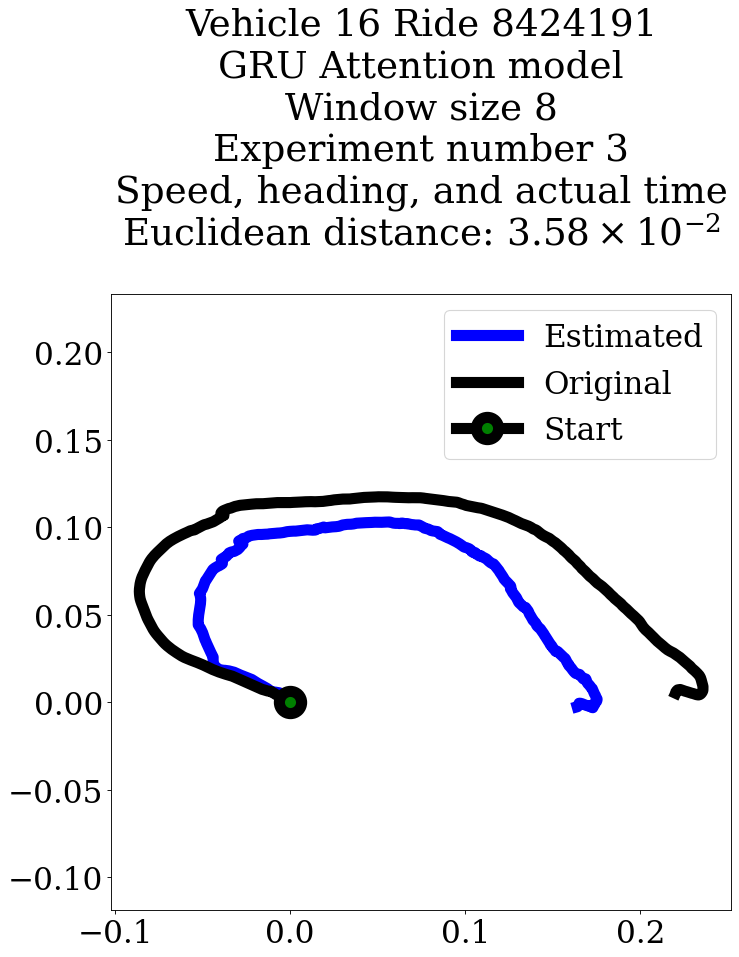 Vehicle 16 Ride 8424191
GRU Attention model
Window size 8
Experiment number 3
Speed, heading, and actual time
Euclidean distance: 3.58 × 10⁻²
Estimated
Original
Start
0.20
0.15
0.10
0.05
0.00
−0.05
−0.10
−0.1 0.0 0.1 0.2